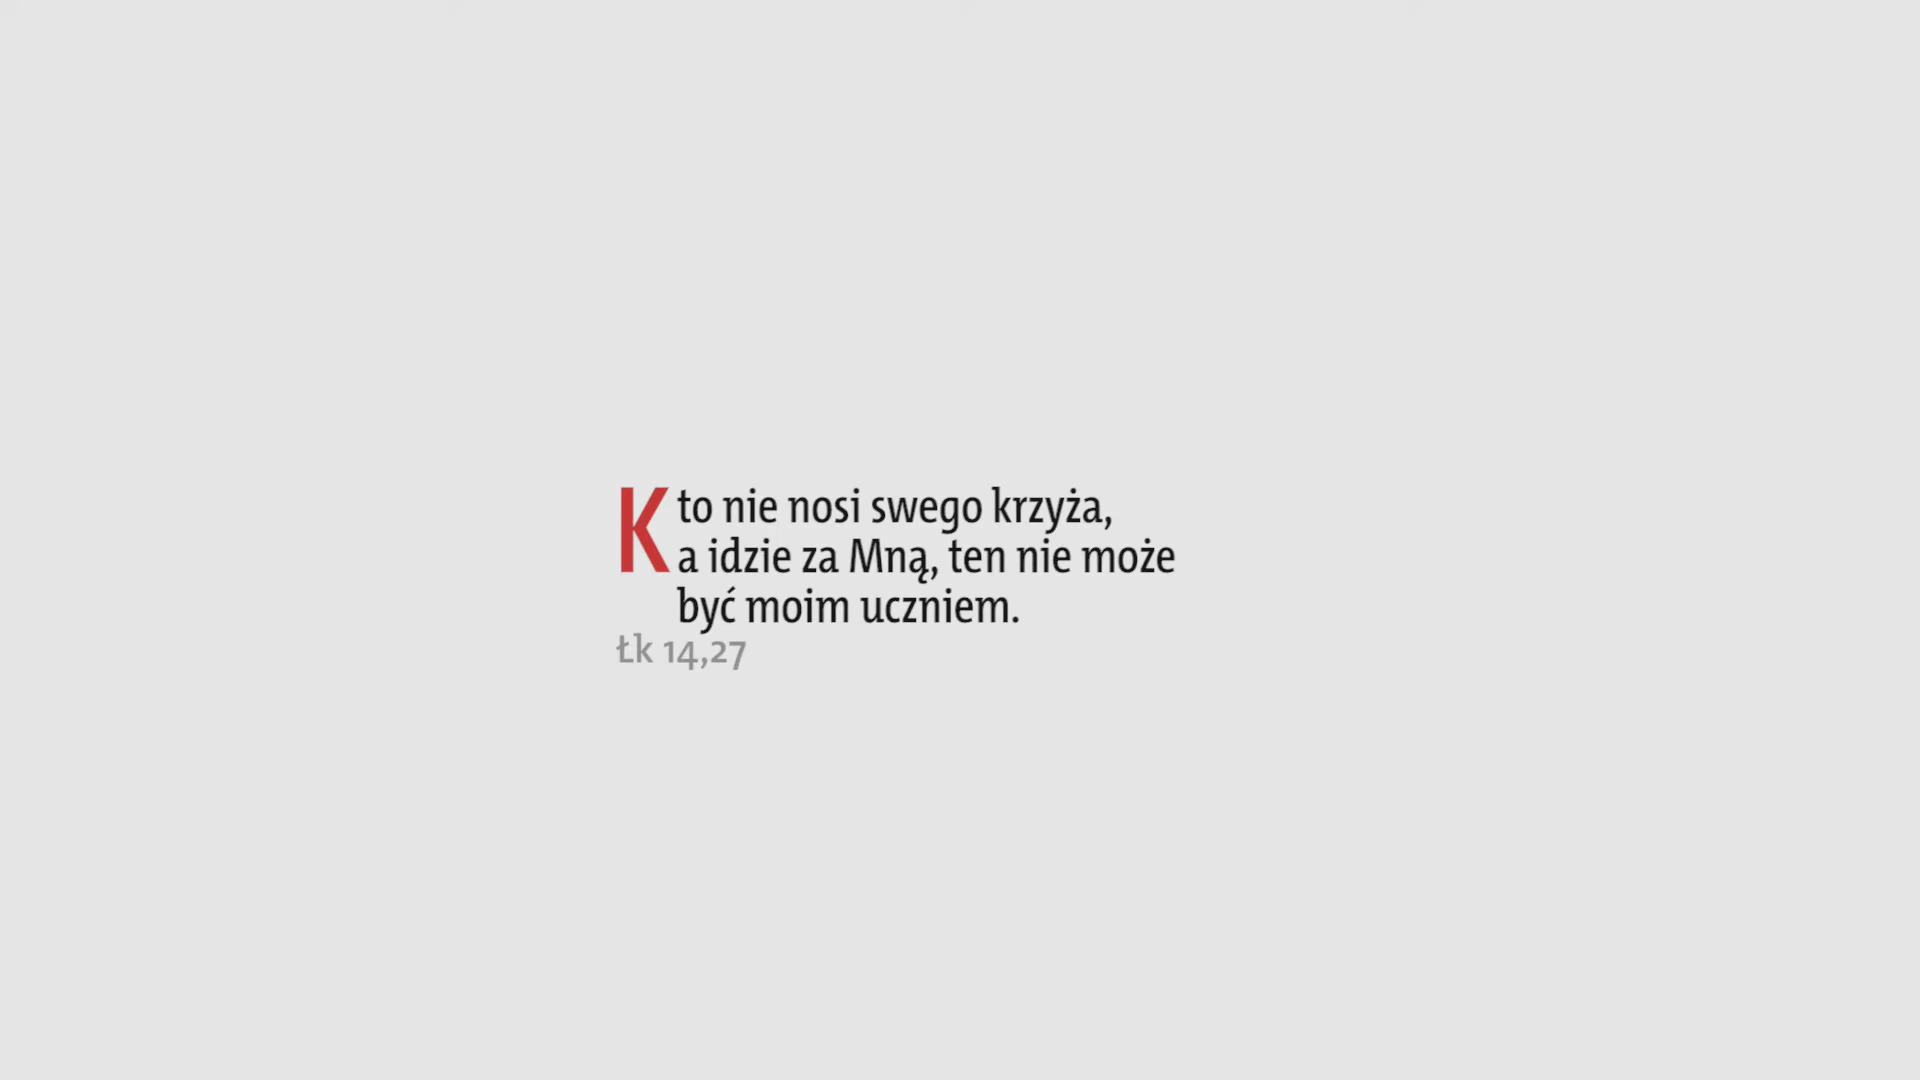 Kto nie nosi swego krzyża,
a idzie za Mną, ten nie może
być moim uczniem.
Łk 14,27